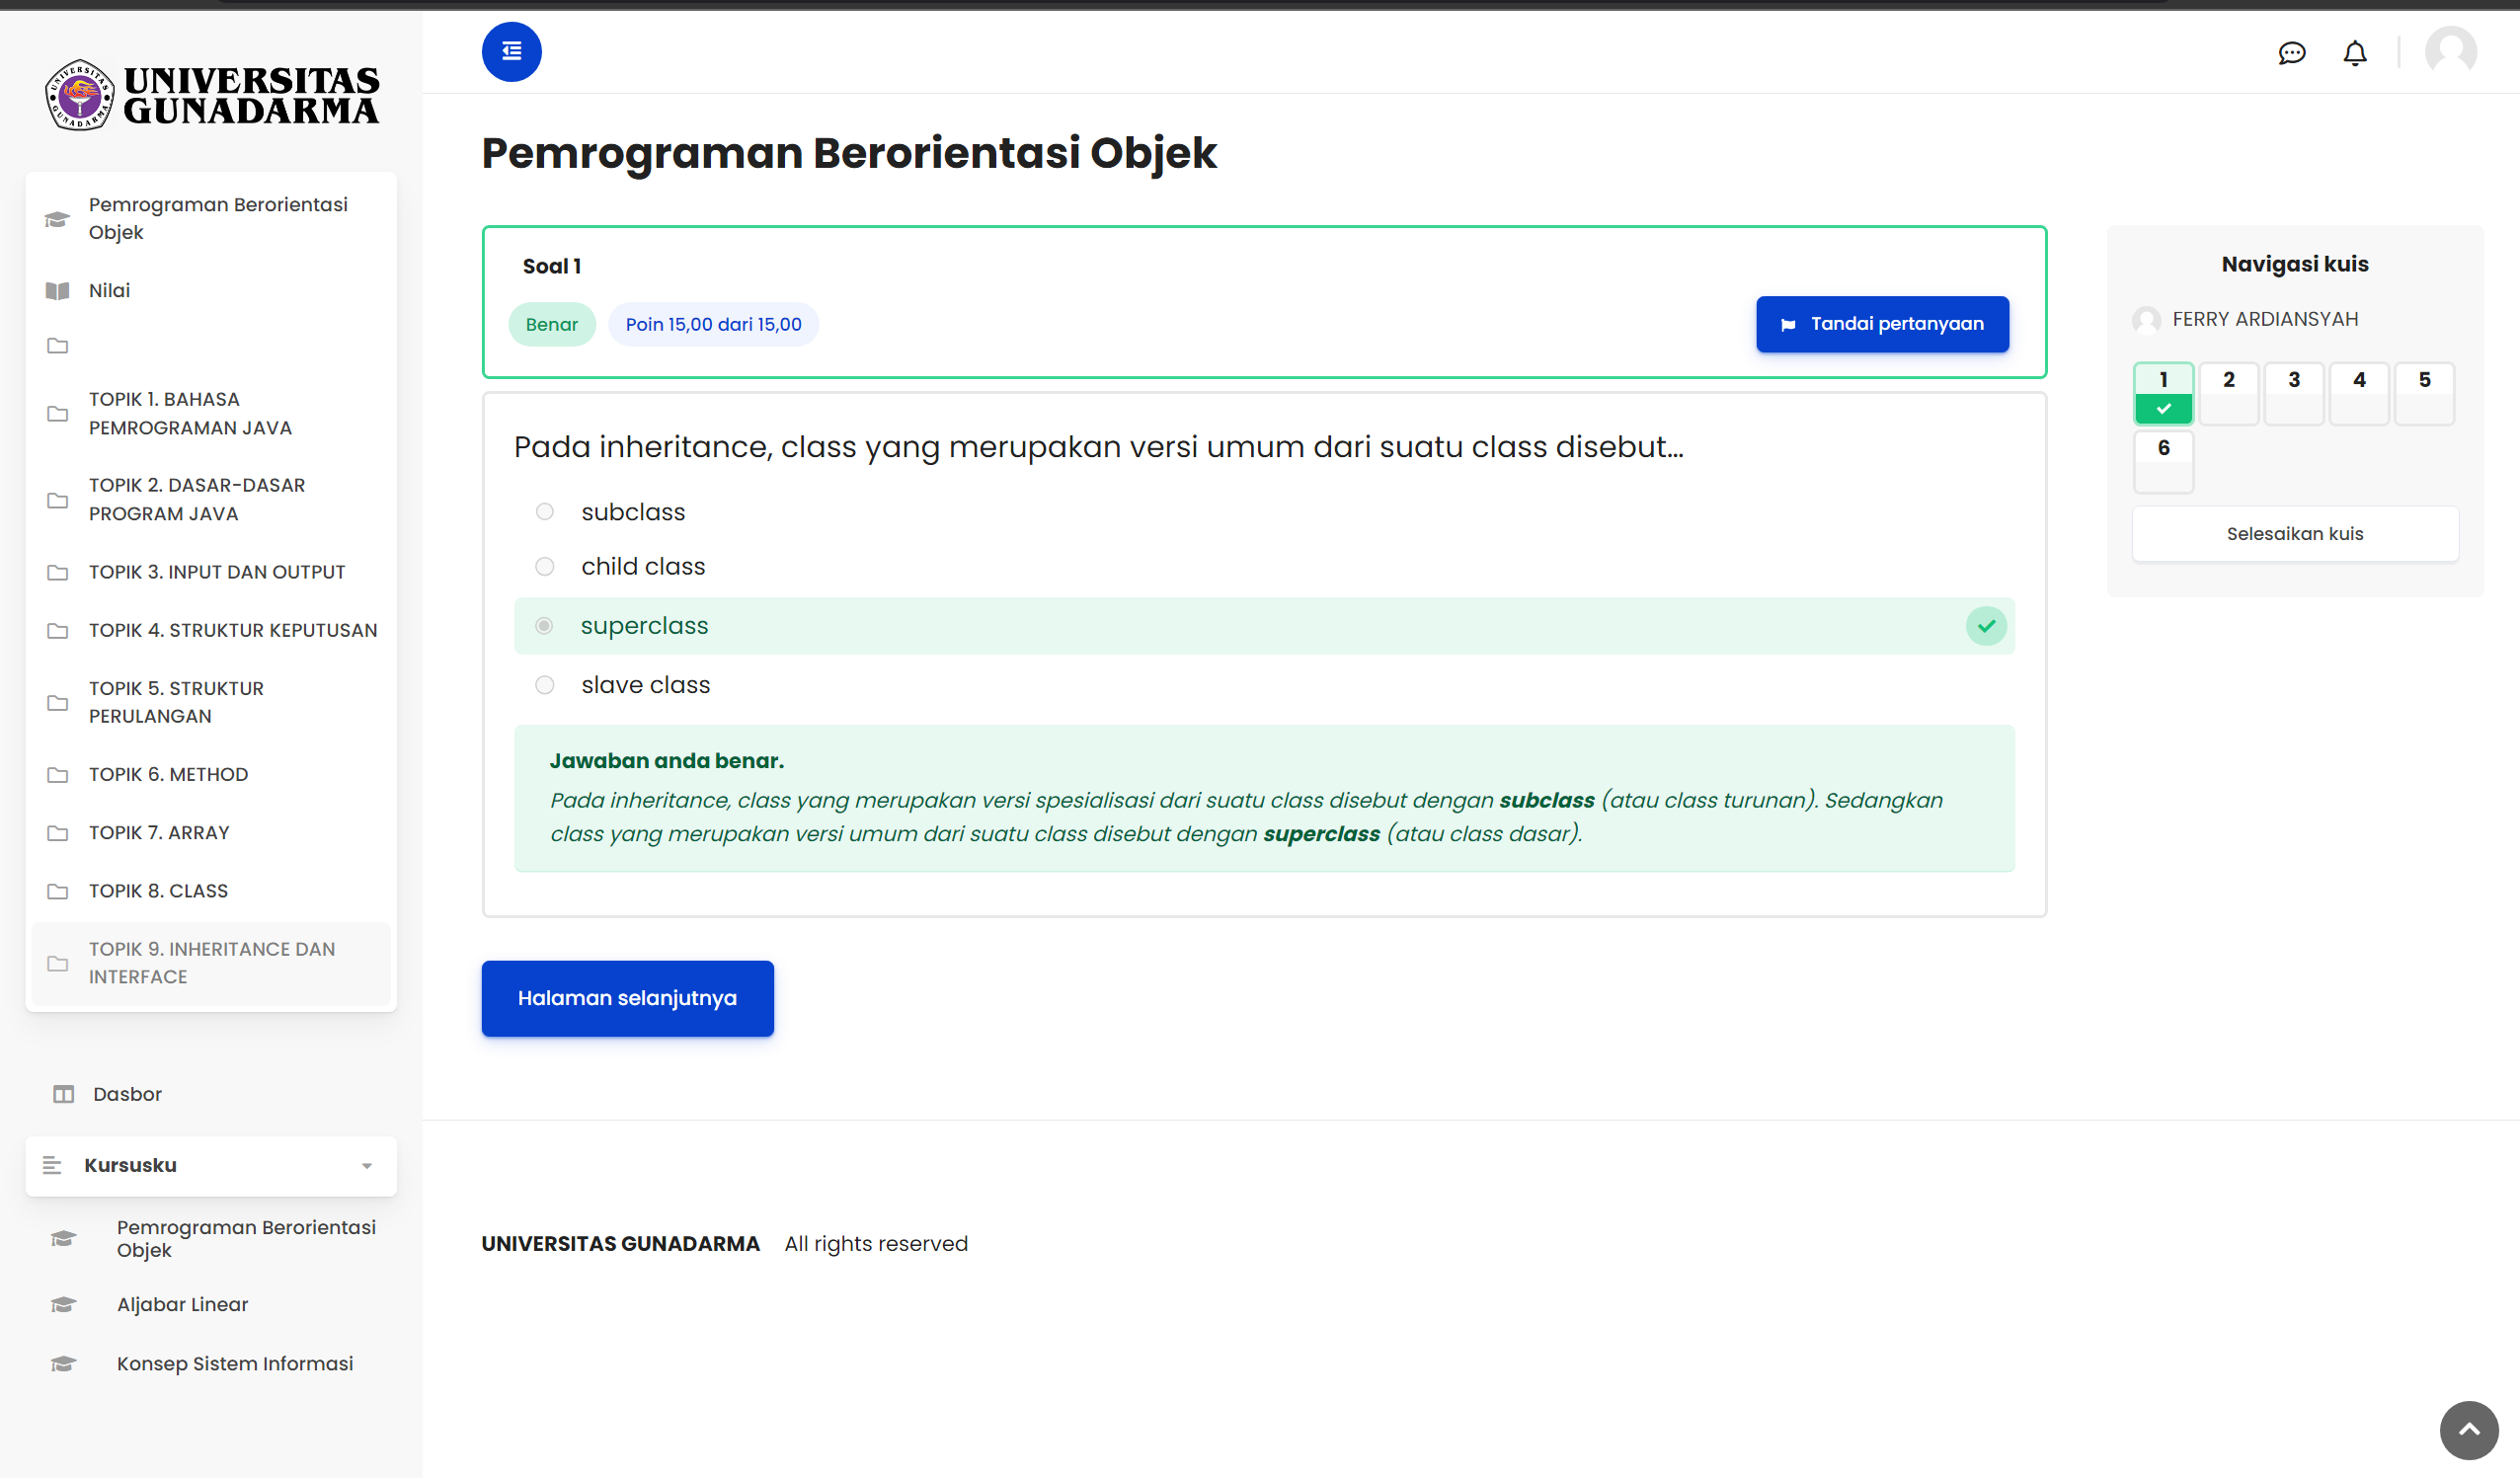 UNIVERSITAS
GUNADARMA
Pemrograman Berorientasi
Objek
Nilai
TOPIK 1. BAHASA
PEMROGRAMAN JAVA
TOPIK 2. DASAR-DASAR
PROGRAM JAVA
TOPIK 3. INPUT DAN OUTPUT
TOPIK 4. STRUKTUR KEPUTUSAN
TOPIK 5. STRUKTUR
PERULANGAN
TOPIK 6. METHOD
TOPIK 7. ARRAY
TOPIK 8. CLASS
TOPIK 9. INHERITANCE DAN
INTERFACE
Dasbor
Kursusku
Pemrograman Berorientasi
Objek
Aljabar Linear
Konsep Sistem Informasi
Pemrograman Berorientasi Objek
Soal 1
Benar
Poin 15,00 dari 15,00
Tandai pertanyaan
Pada inheritance, class yang merupakan versi umum dari suatu class disebut...
subclass
child class
superclass
slave class
Jawaban anda benar.
Pada inheritance, class yang merupakan versi spesialisasi dari suatu class disebut dengan subclass (atau class turunan). Sedangkan
class yang merupakan versi umum dari suatu class disebut dengan superclass (atau class dasar).
Halaman selanjutnya
Navigasi kuis
FERRY ARDIANSYAH
1 2 3 4 5
6
Selesaikan kuis
UNIVERSITAS GUNADARMA All rights reserved